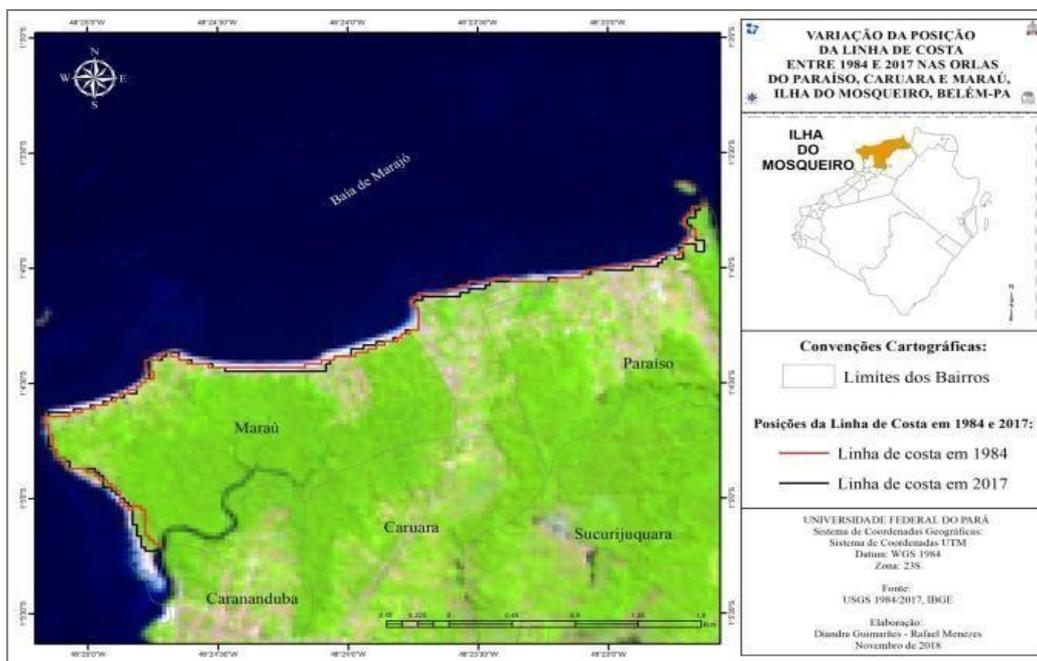 VARIAÇÃO DA POSIÇÃO
DA LINHA DE COSTA
ENTRE 1984 E 2017 NAS ORLAS
DO PARAÍSO, CARUARA E MARAÚ,
ILHA DO MOSQUEIRO, BELÉM-PA
ILHA
DO
MOSQUEIRO
Convenções Cartográficas:
Limites dos Bairros
Posições da Linha de Costa em 1984 e 2017:
Linha de costa em 1984
Linha de costa em 2017
UNIVERSIDADE FEDERAL DO PARÁ
Sistema de Coordenadas Geográficas:
Sistema de Coordenadas UTM
Datum: WGS 1984
Zona: 23S
Fonte:
USGS 1984/2017, IBGE
Elaboração:
Diandra Guimarães - Rafael Menezes
Novembro de 2018
N
W E
S
Baía de Marajó
Paraíso
Maraú
Caruara
Sucurijuquara
Carananduba